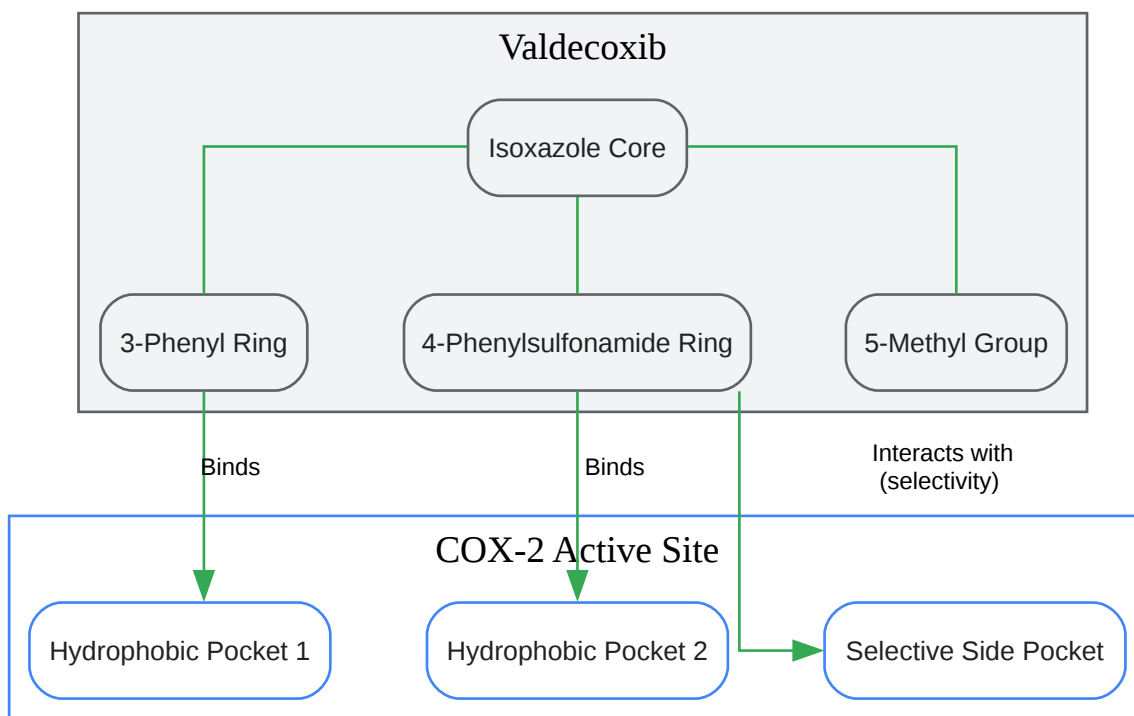 Valdecoxib
Isoxazole Core
3-Phenyl Ring
4-Phenylsulfonamide Ring
5-Methyl Group
Binds
Binds
Interacts with
(selectivity)
COX-2 Active Site
Hydrophobic Pocket 1
Hydrophobic Pocket 2
Selective Side Pocket